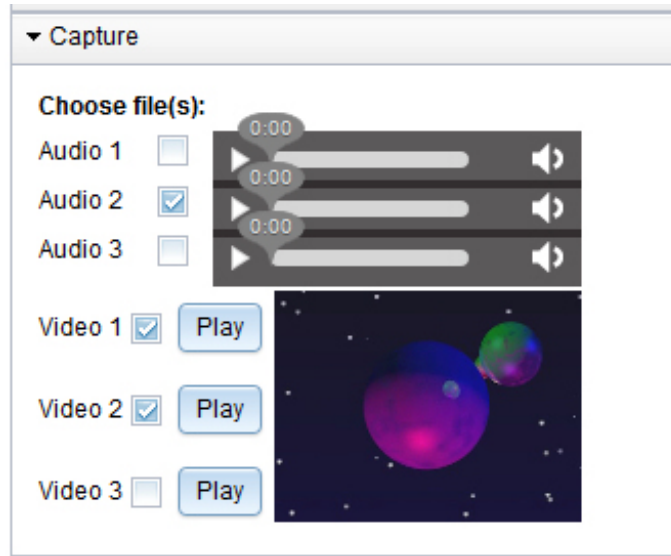 Capture
Choose file(s):
0:00
Audio 1
0:00
Audio 2
0:00
Audio 3
Video 1 Play
Video 2 Play
Video 3 Play